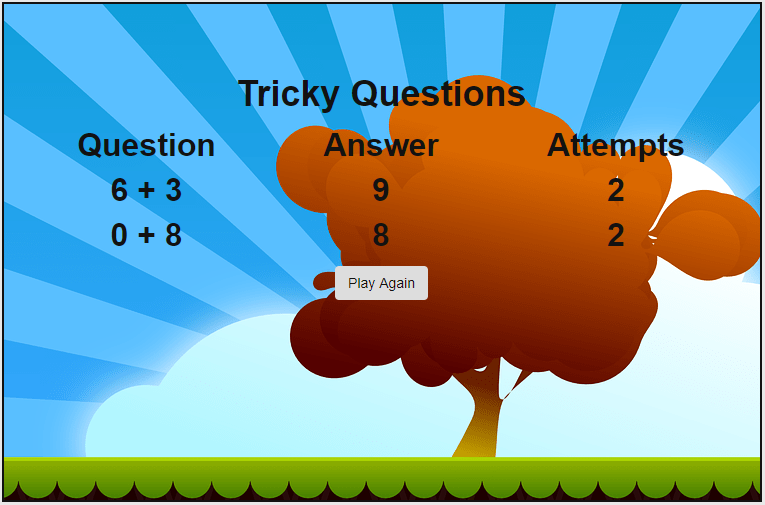 Tricky Questions
Question Answer Attempts
6 + 3 9 2
0 + 8 8 2
Play Again